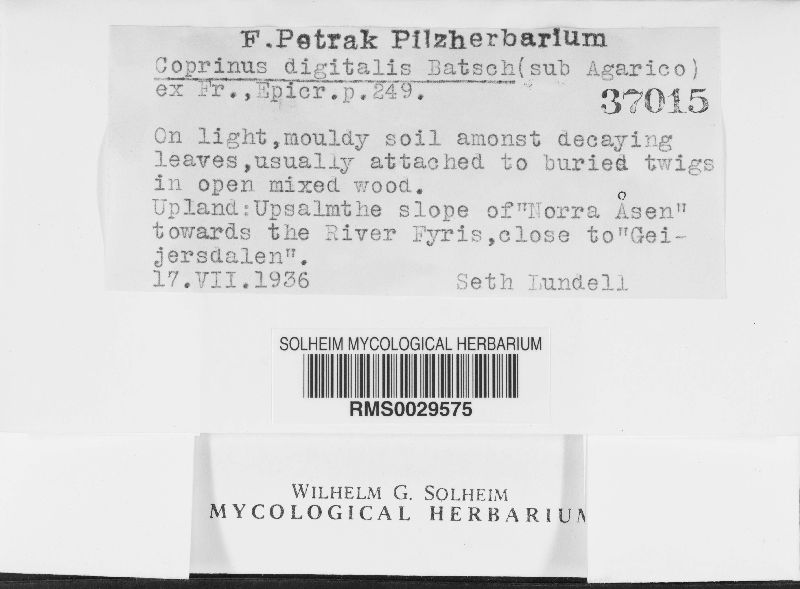 F.Petrak Pilzherbarium
Coprinus digitalis Batsch(sub Agarico)
ex Fr.,Epicr.p.249.
37015
On light,mouldy soil amonst decaying
leaves,usually attached to buried twigs
in open mixed wood.
Upland:Upsalmthe slope of"Norra Åsen"
towards the River Fyris,close to"Gei-
jersdalen".
17.VII.1936 Seth Lundell
SOLHEIM MYCOLOGICAL HERBARIUM
RMS0029575
WILHELM G. SOLHEIM
MYCOLOGICAL HERBARIUM